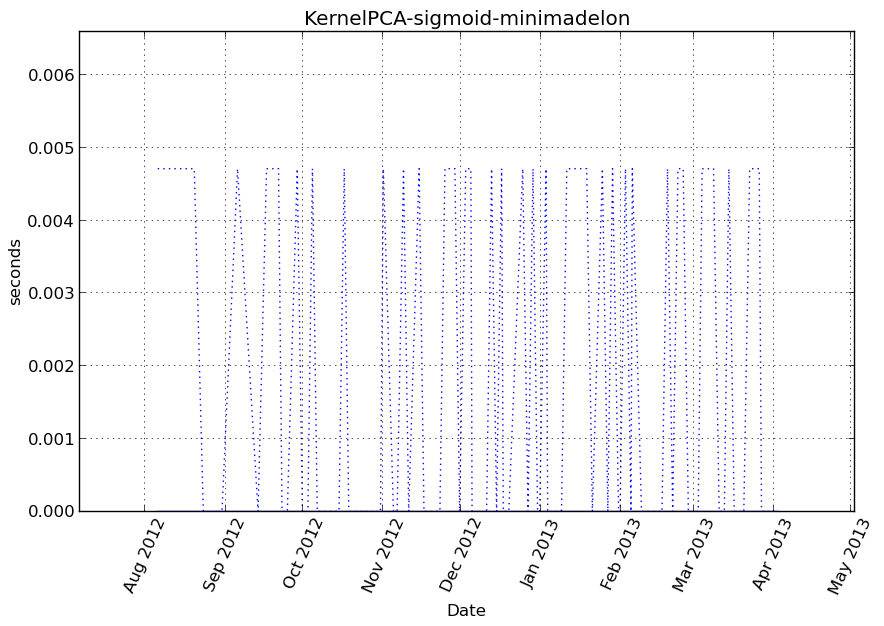 KernelPCA-sigmoid-minimadelon
0.006
0.005
0.004
0.003
0.002
0.001
0.000
seconds
Aug 2012
Sep 2012
Oct 2012
Nov 2012
Dec 2012
Jan 2013
Feb 2013
Mar 2013
Apr 2013
May 2013
Date